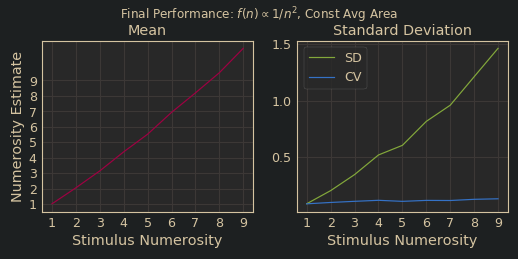 Final Performance: f(n) ∝ 1/n², Const Avg Area
Mean
Numerosity Estimate
9
8
7
6
5
4
3
2
1
1 2 3 4 5 6 7 8 9
Stimulus Numerosity
Standard Deviation
SD
CV
1.5
1.0
0.5
1 2 3 4 5 6 7 8 9
Stimulus Numerosity